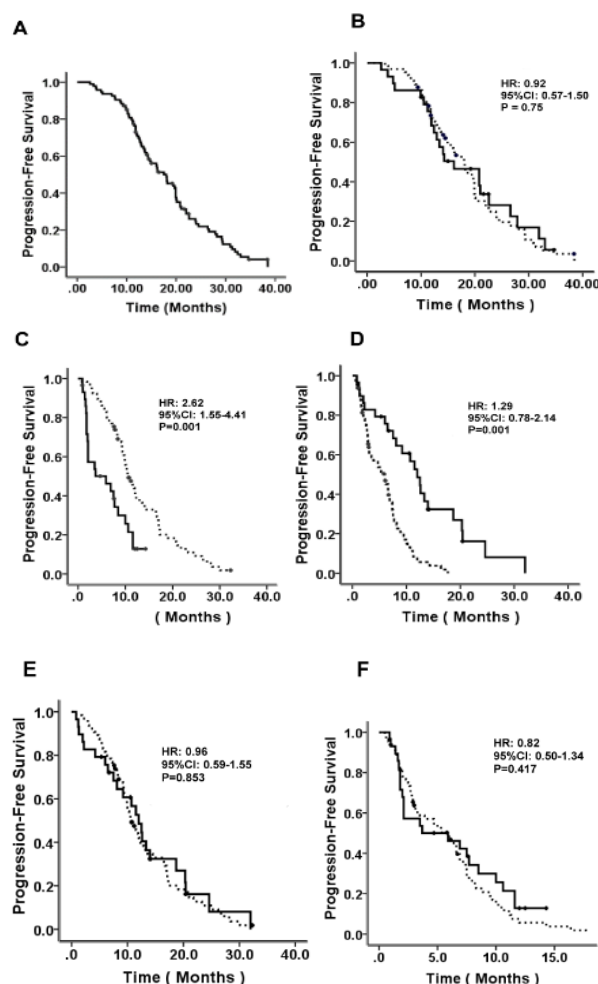 A
Progression-Free Survival
1.0
0.8
0.6
0.4
0.2
0.0
.00 10.00 20.00 30.00 40.00
Time (Months)
B
Progression-Free Survival
1.0
0.8
0.6
0.4
0.2
0.0
HR: 0.92
95%CI: 0.57-1.50
P = 0.75
.00 10.00 20.00 30.00 40.00
Time ( Months )
C
Progression-Free Survival
1.0
0.8
0.6
0.4
0.2
0.0
HR: 2.62
95%CI: 1.55-4.41
P=0.001
.0 10.0 20.0 30.0 40.0
( Months )
D
Progression-Free Survival
1.0
0.8
0.6
0.4
0.2
0.0
HR: 1.29
95%CI: 0.78-2.14
P=0.001
.0 10.0 20.0 30.0 40.0
Time ( Months )
E
Progression-Free Survival
1.0
0.8
0.6
0.4
0.2
0.0
HR: 0.96
95%CI: 0.59-1.55
P=0.853
.0 10.0 20.0 30.0 40.0
Time ( Months )
F
Progression-Free Survival
1.0
0.8
0.6
0.4
0.2
0.0
HR: 0.82
95%CI: 0.50-1.34
P=0.417
.0 5.0 10.0 15.0
Time ( Months )